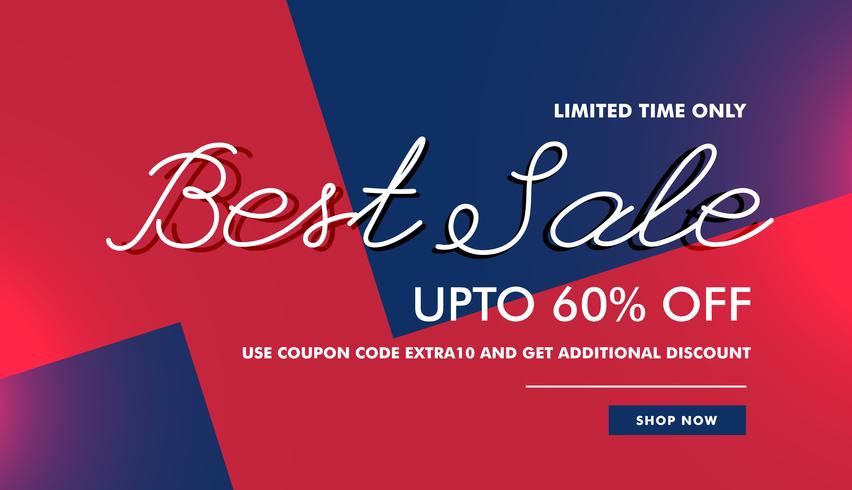 LIMITED TIME ONLY
Best Sale
UPTO 60% OFF
USE COUPON CODE EXTRA10 AND GET ADDITIONAL DISCOUNT
SHOP NOW